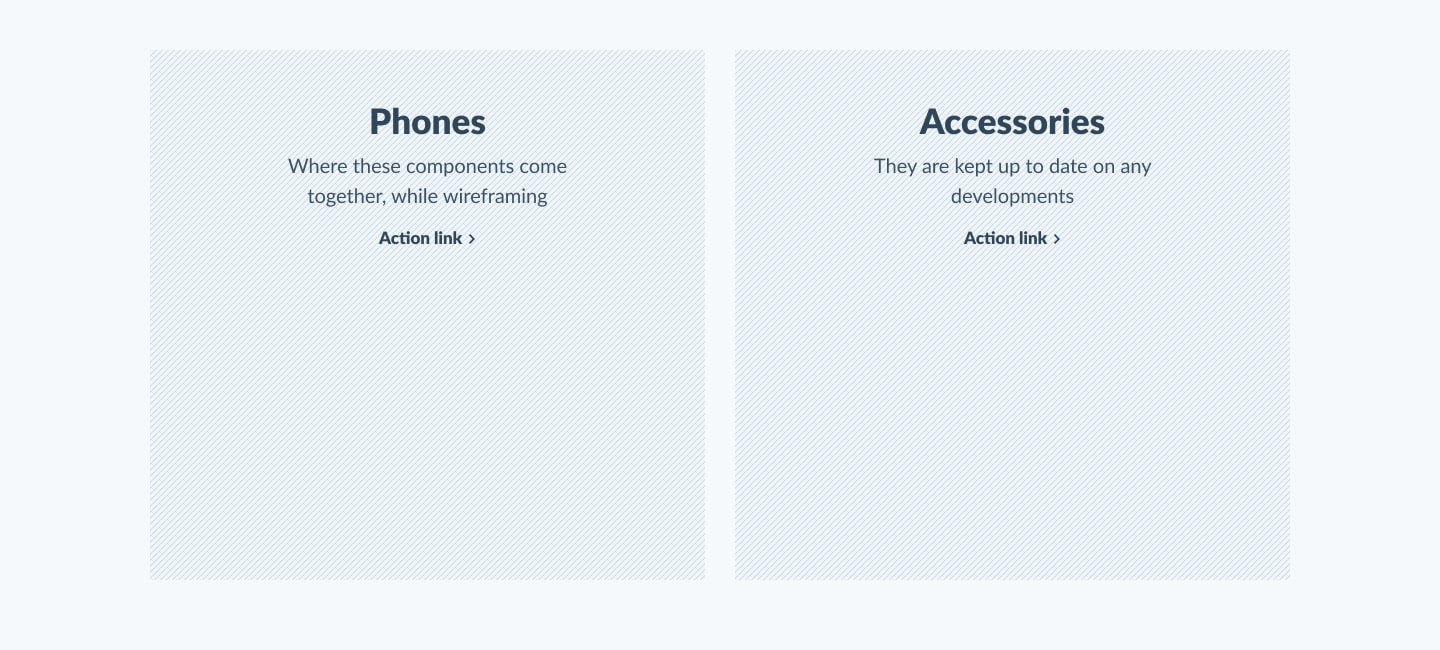 Phones
Where these components come
together, while wireframing
Action link
Accessories
They are kept up to date on any
developments
Action link